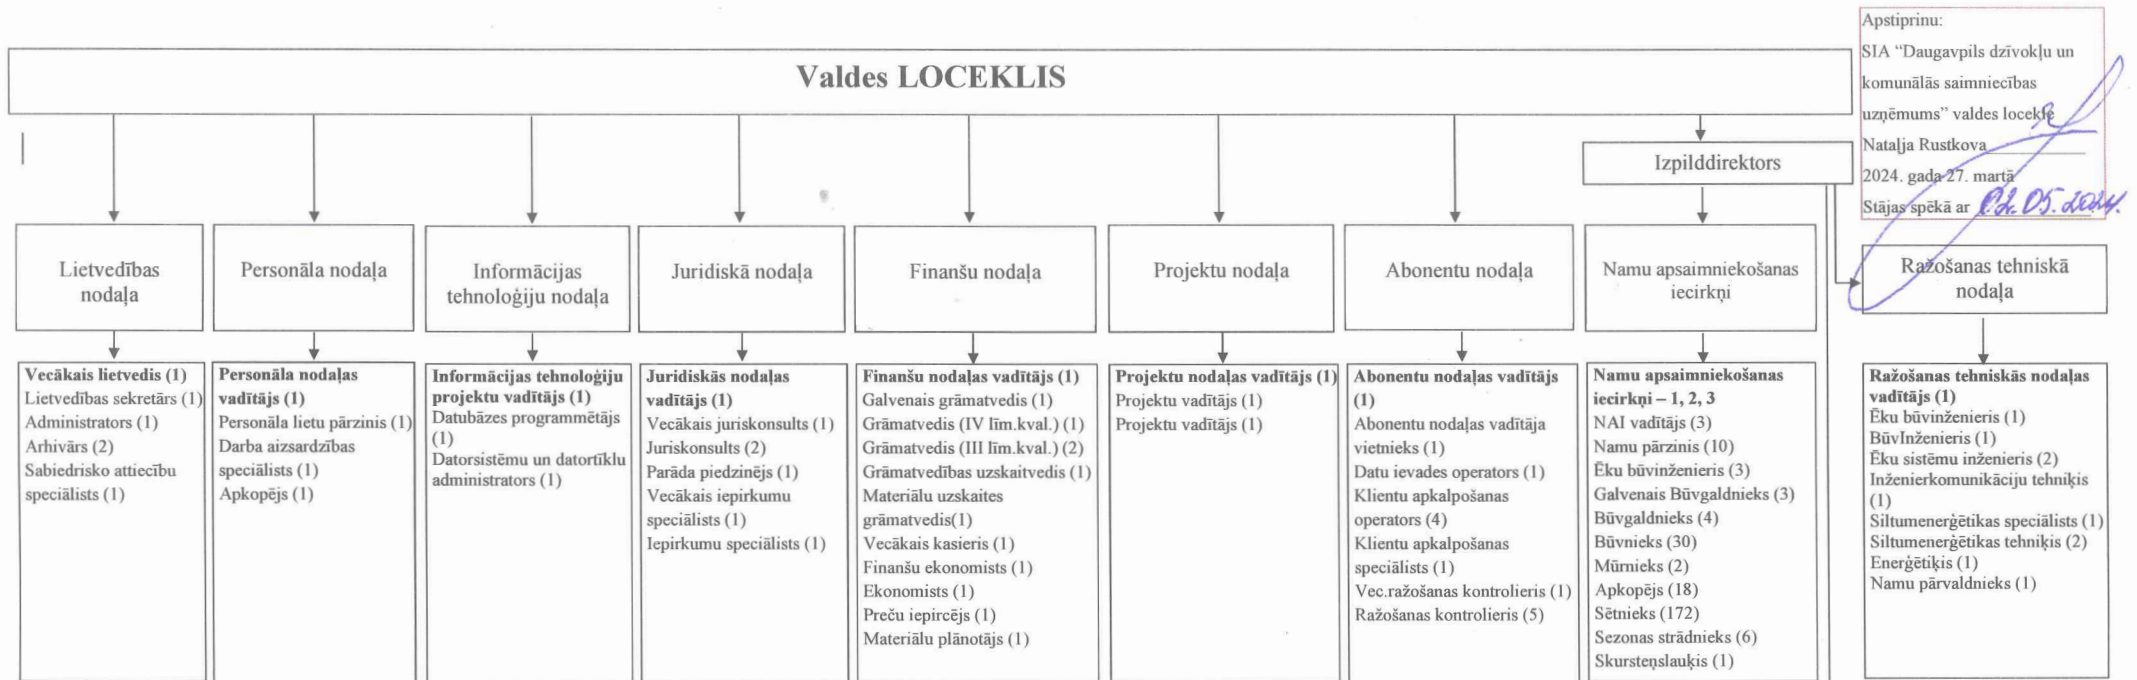 Apstiprinu:
SIA “Daugavpils dzīvokļu un
komunālās saimniecības
uzņēmums” valdes locekle
Nataļja Rustkova
2024. gada 27. martā
Stājas spēkā ar 02.05.2024.
Valdes LOCEKLIS
Izpilddirektors
Lietvedības
nodaļa
Personāla nodaļa
Informācijas
tehnoloģiju nodaļa
Juridiskā nodaļa
Finanšu nodaļa
Projektu nodaļa
Abonentu nodaļa
Namu apsaimniekošanas
iecirkņi
Ražošanas tehniskā
nodaļa
Vecākais lietvedis (1)
Lietvedības sekretārs (1)
Administrators (1)
Arhivārs (2)
Sabiedrisko attiecību
speciālists (1)
Personāla nodaļas
vadītājs (1)
Personāla lietu pārzinis (1)
Darba aizsardzības
speciālists (1)
Apkopējs (1)
Informācijas tehnoloģiju
projektu vadītājs (1)
Datubāzes programmētājs
(1)
Datorsistēmu un datortīklu
administrators (1)
Juridiskās nodaļas
vadītājs (1)
Vecākais juriskonsults (1)
Juriskonsults (2)
Parāda piedzinējs (1)
Vecākais iepirkumu
speciālists (1)
Iepirkumu speciālists (1)
Finanšu nodaļas vadītājs (1)
Galvenais grāmatvedis (1)
Grāmatvedis (IV līm.kval.) (1)
Grāmatvedis (III līm.kval.) (2)
Grāmatvedības uzskaitvedis (1)
Materiālu uzskaites
grāmatvedis(1)
Vecākais kasieris (1)
Finanšu ekonomists (1)
Ekonomists (1)
Preču iepircējs (1)
Materiālu plānotājs (1)
Projektu nodaļas vadītājs (1)
Projektu vadītājs (1)
Projektu vadītājs (1)
Abonentu nodaļas vadītājs
(1)
Abonentu nodaļas vadītāja
vietnieks (1)
Datu ievades operators (1)
Klientu apkalpošanas
operators (4)
Klientu apkalpošanas
speciālists (1)
Vec.ražošanas kontrolieris (1)
Ražošanas kontrolieris (5)
Namu apsaimniekošanas
iecirkņi – 1, 2, 3
NAI vadītājs (3)
Namu pārzinis (10)
Ēku būvinženieris (3)
Galvenais Būvgaldnieks (3)
Būvgaldnieks (4)
Būvnieks (30)
Mūrnieks (2)
Apkopējs (18)
Sētnieks (172)
Sezonas strādnieks (6)
Skursteņslauķis (1)
Ražošanas tehniskās nodaļas
vadītājs (1)
Ēku būvinženieris (1)
BūvInženieris (1)
Ēku sistēmu inženieris (2)
Inženierkomunikāciju tehniķis
(1)
Siltumenerģētikas speciālists (1)
Siltumenerģētikas tehniķis (2)
Enerģētiķis (1)
Namu pārvaldnieks (1)